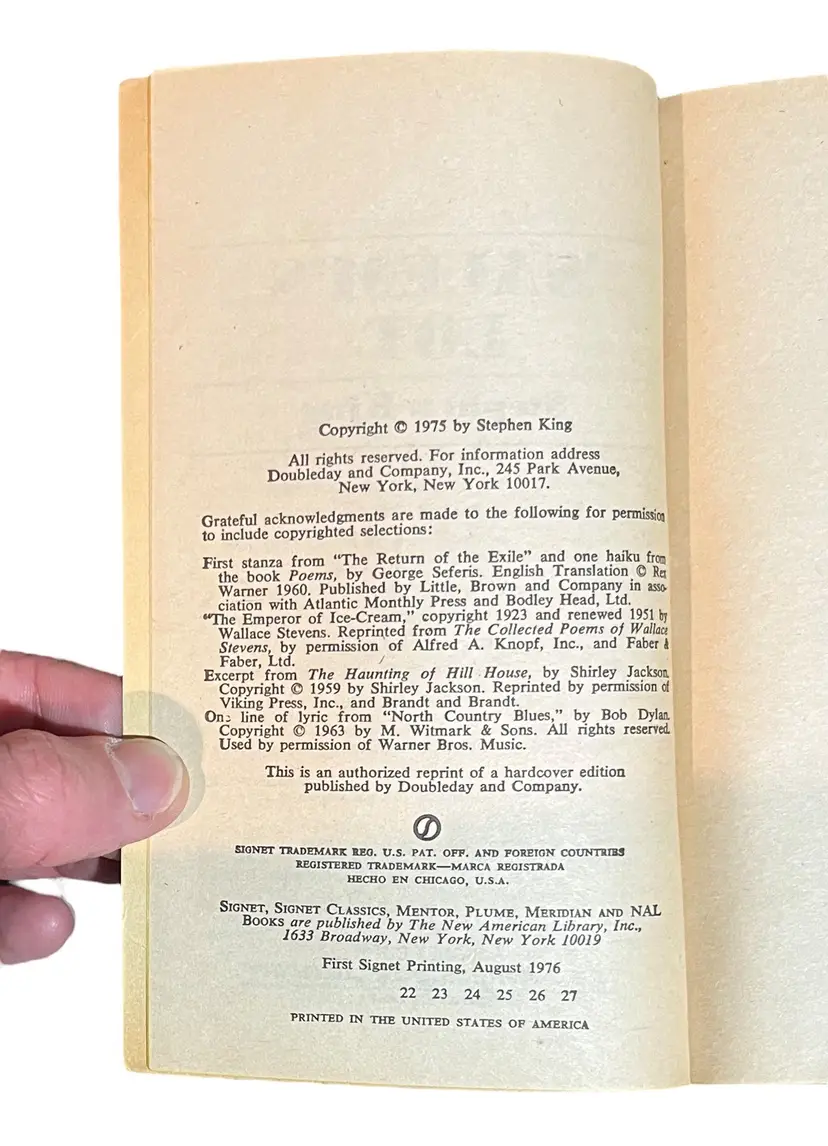 Copyright © 1975 by Stephen King
All rights reserved. For information address
Doubleday and Company, Inc., 245 Park Avenue,
New York, New York 10017.
Grateful acknowledgments are made to the following for permission
to include copyrighted selections:
First stanza from "The Return of the Exile" and one haiku from
the book Poems, by George Seferis. English Translation © Rex
Warner 1960. Published by Little, Brown and Company in asso-
ciation with Atlantic Monthly Press and Bodley Head, Ltd.
"The Emperor of Ice-Cream," copyright 1923 and renewed 1951 by
Wallace Stevens. Reprinted from The Collected Poems of Wallace
Stevens, by permission of Alfred A. Knopf, Inc., and Faber &
Faber, Ltd.
Excerpt from The Haunting of Hill House, by Shirley Jackson.
Copyright © 1959 by Shirley Jackson. Reprinted by permission of
Viking Press, Inc., and Brandt and Brandt.
One line of lyric from "North Country Blues," by Bob Dylan.
Copyright © 1963 by M. Witmark & Sons. All rights reserved.
Used by permission of Warner Bros. Music.
This is an authorized reprint of a hardcover edition
published by Doubleday and Company.
SIGNET TRADEMARK REG. U.S. PAT. OFF. AND FOREIGN COUNTRIES
REGISTERED TRADEMARK—MARCA REGISTRADA
HECHO EN CHICAGO, U.S.A.
SIGNET, SIGNET CLASSICS, MENTOR, PLUME, MERIDIAN AND NAL
BOOKS are published by The New American Library, Inc.,
1633 Broadway, New York, New York 10019
First Signet Printing, August 1976
22 23 24 25 26 27
PRINTED IN THE UNITED STATES OF AMERICA